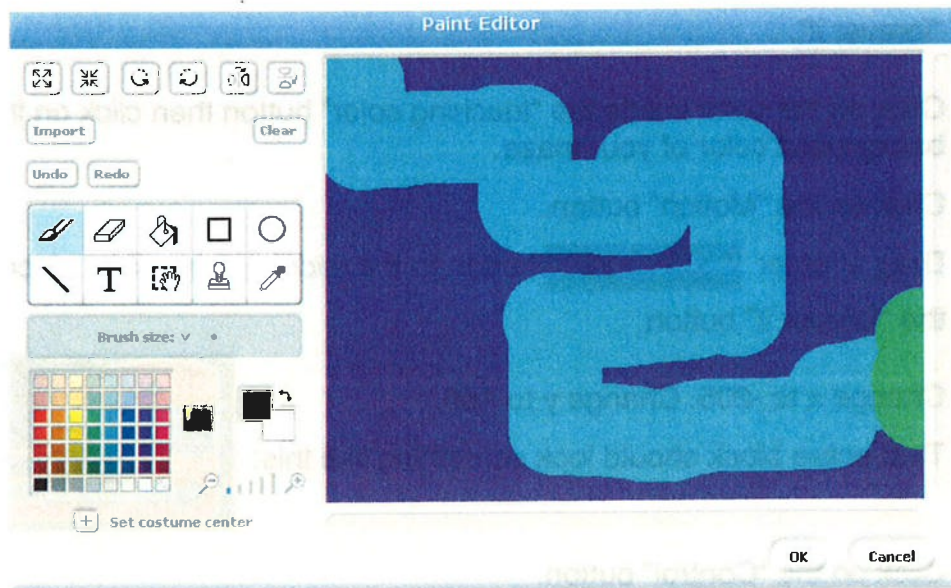 Paint Editor
Import
Clear
Undo
Redo
T
Brush size:
Set costume center
OK
Cancel